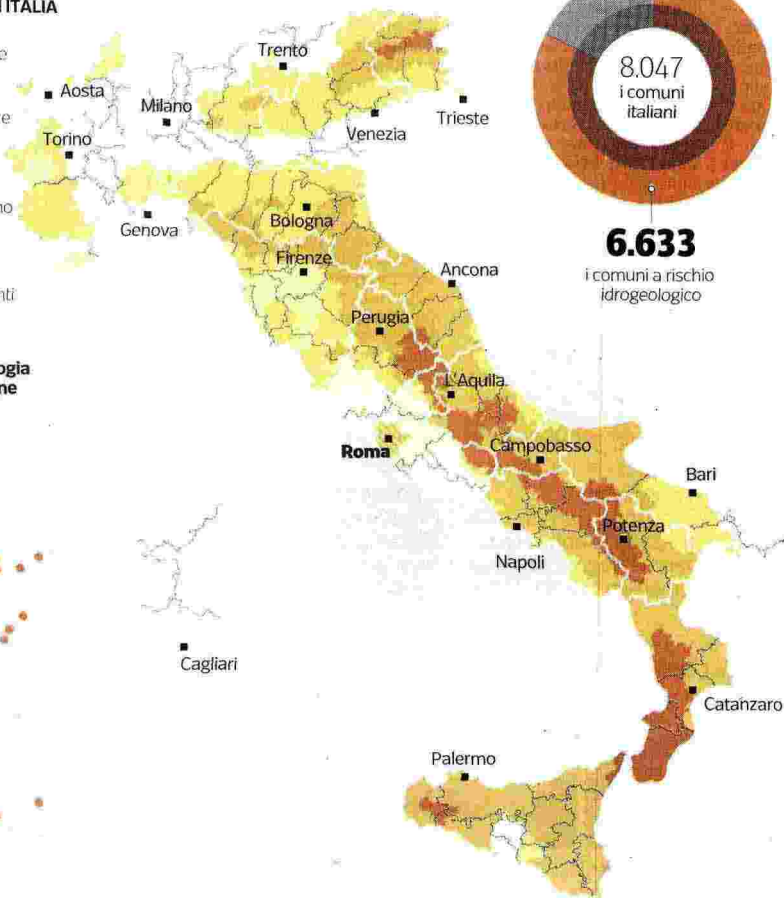 ITALIA
Trento
Aosta
Milano
Trieste
Venezia
Torino
Bologna
Genova
Firenze
Ancona
Perugia
L'Aquila
Roma
Campobasso
Bari
Potenza
Napoli
Cagliari
Catanzaro
Palermo
8.047
i comuni
italiani
6.633
i comuni a rischio
idrogeologico